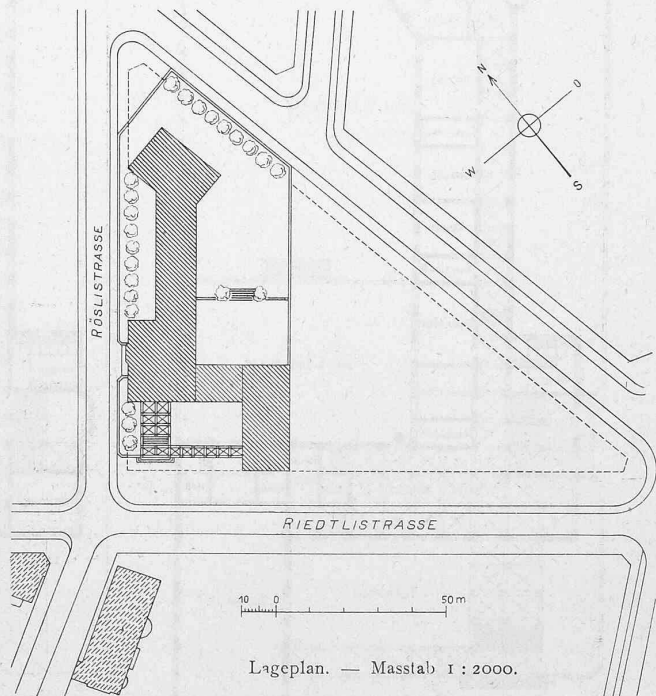 N
O
W
S
RÖSLISTRASSE
RIEDTLISTRASSE
10 0 50 m
Lageplan. — Masstab 1 : 2000.